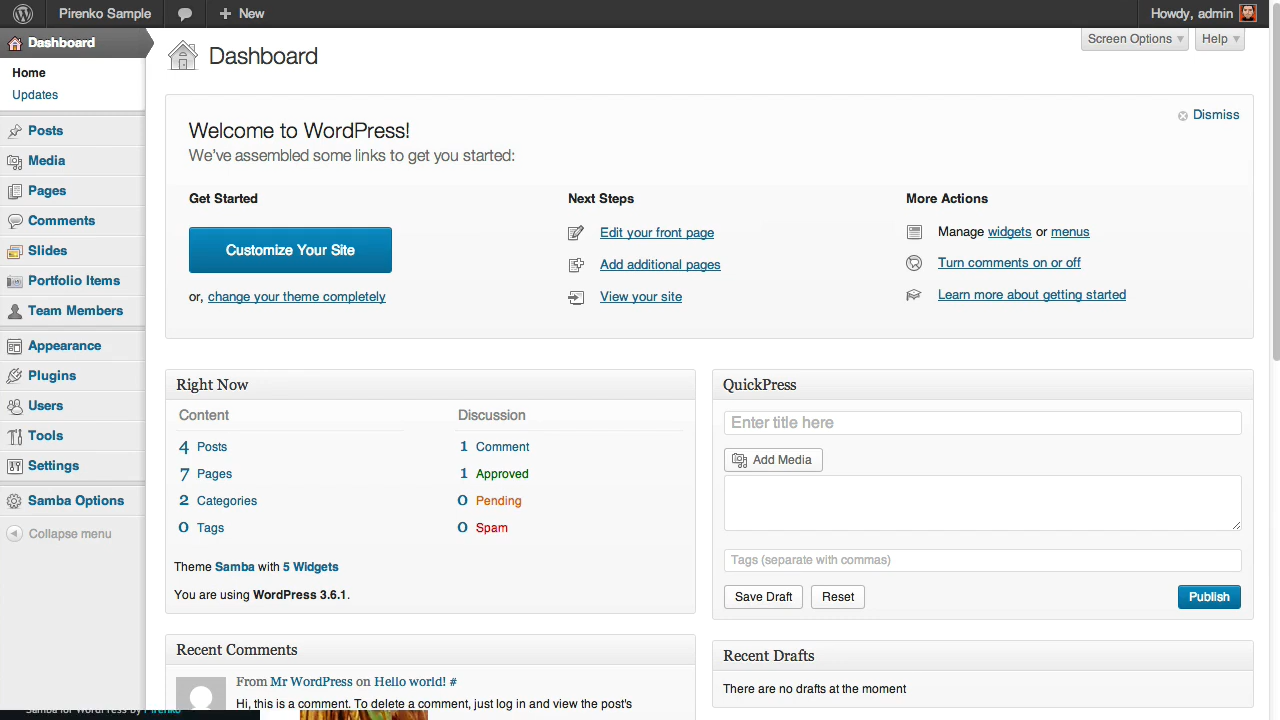 Pirenko Sample
+ New
Howdy, admin
Dashboard
Home
Updates
Posts
Media
Pages
Comments
Slides
Portfolio Items
Team Members
Appearance
Plugins
Users
Tools
Settings
Samba Options
Collapse menu
Screen Options
Help
Dashboard
Dismiss
Welcome to WordPress!
We've assembled some links to get you started:
Get Started
Customize Your Site
or, change your theme completely
Next Steps
Edit your front page
Add additional pages
View your site
More Actions
Manage widgets or menus
Turn comments on or off
Learn more about getting started
Right Now
Content
4 Posts
7 Pages
2 Categories
0 Tags
Discussion
1 Comment
1 Approved
0 Pending
0 Spam
Theme Samba with 5 Widgets
You are using WordPress 3.6.1.
QuickPress
Enter title here
Add Media
Tags (separate with commas)
Save Draft
Reset
Publish
Recent Comments
From Mr WordPress on Hello world! #
Hi, this is a comment. To delete a comment, just log in and view the post's
Recent Drafts
There are no drafts at the moment
Samba for WordPress by Pirenko